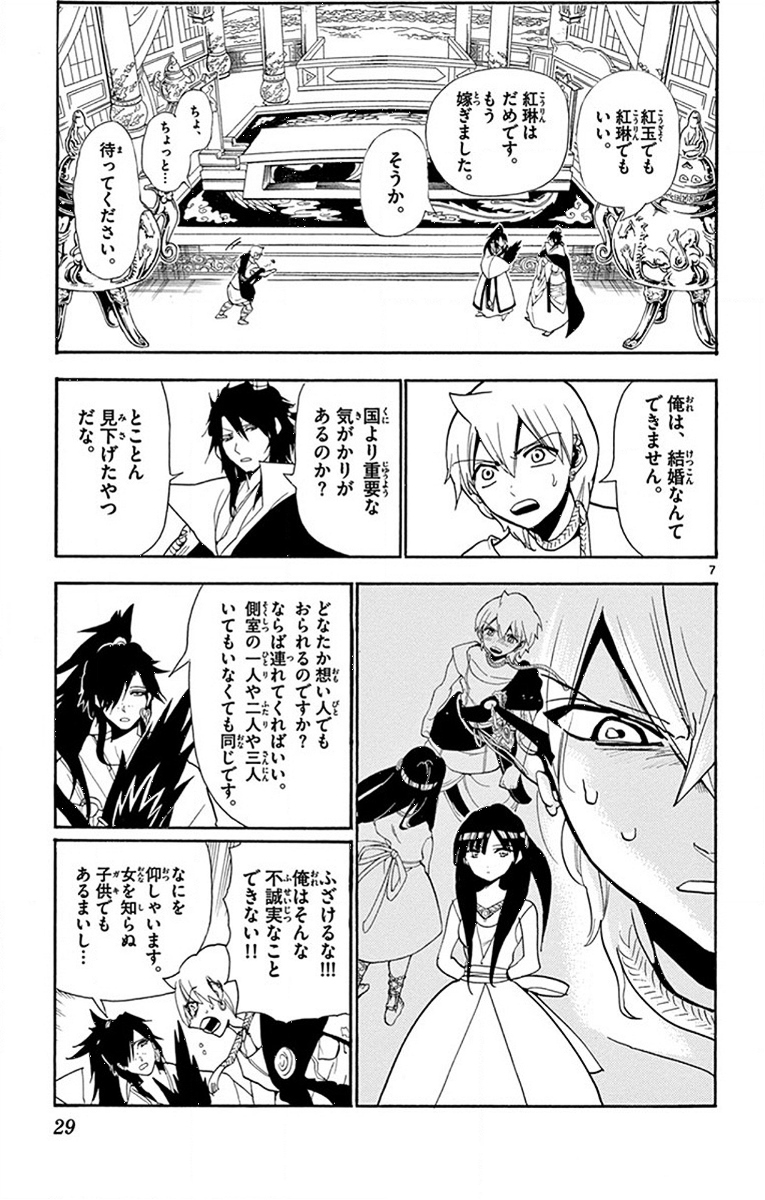 紅玉でも
紅琳でも
いい。
紅琳は
だめです。
もう
嫁ぎました。
そうか。
ちょ、
ちょっと…
待ってください。
俺は、結婚なんて
できません。
国より重要な
気がかりが
あるのか?
とことん
見下げたやつ
だな。
7
どなたか想い人でも
おられるのですか?
ならば連れてくればいい。
側室の一人や二人や三人
いてもいなくても同じです。
ふざけるな!!!
俺はそんな
不誠実なこと
できない!!
なにを
仰しゃいます。
女を知らぬ
子供でも
あるまいし…
29